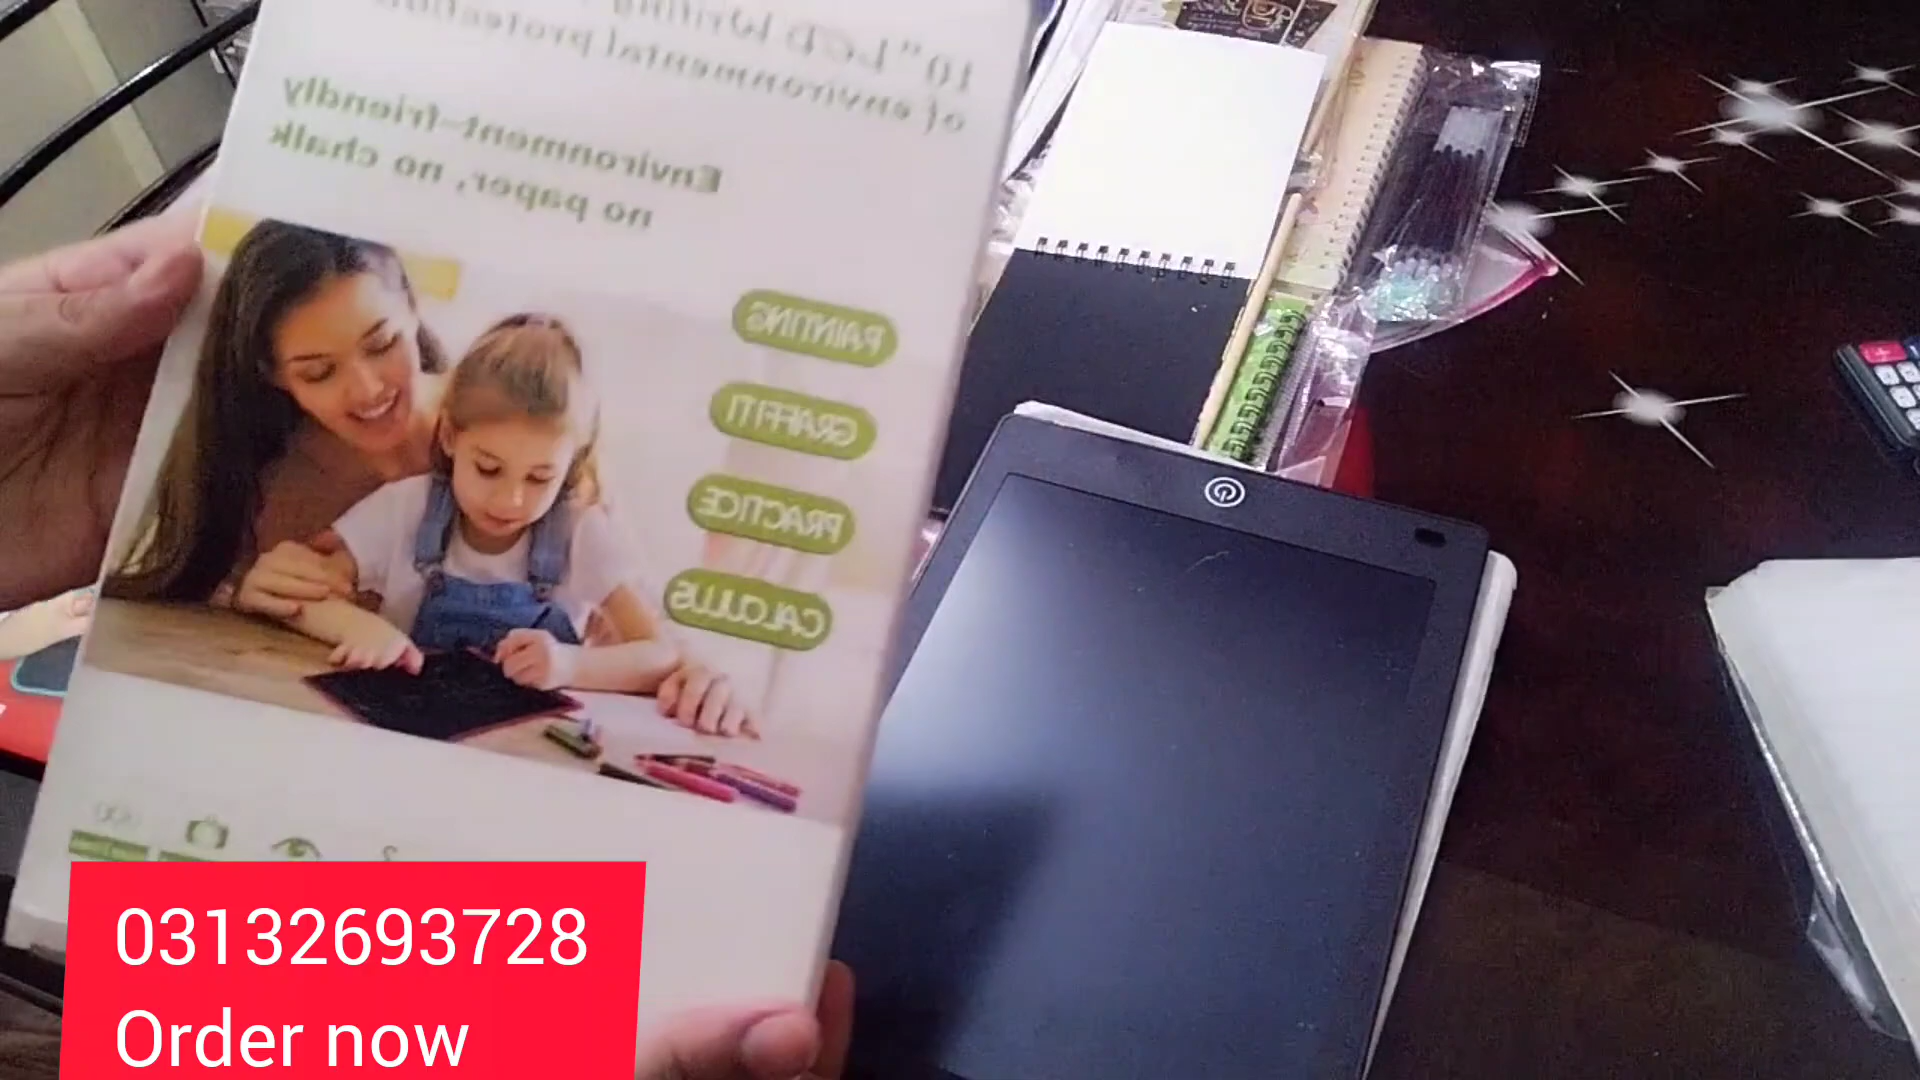 10" LCD Writing
of environmental protection
Environment-friendly
no paper, no chalk
PAINTING
GRAFFITI
PRACTICE
CALCULUS
03132693728
Order now